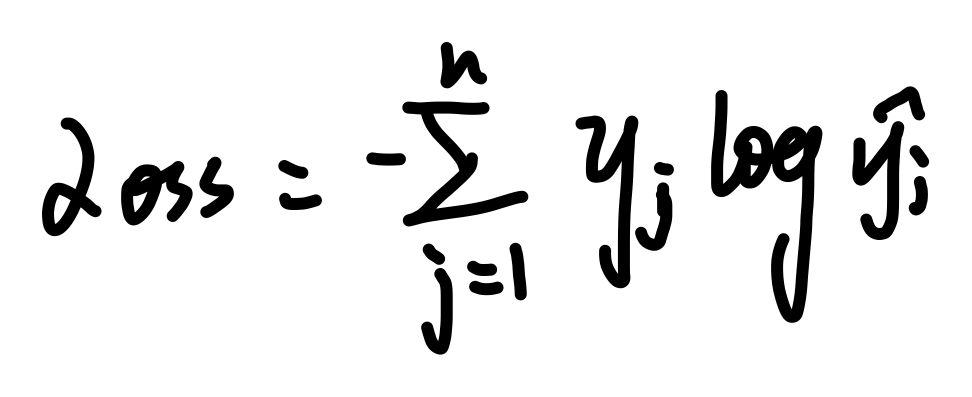 Loss = -∑_{j=1}^{n} y_j log ŷ_j